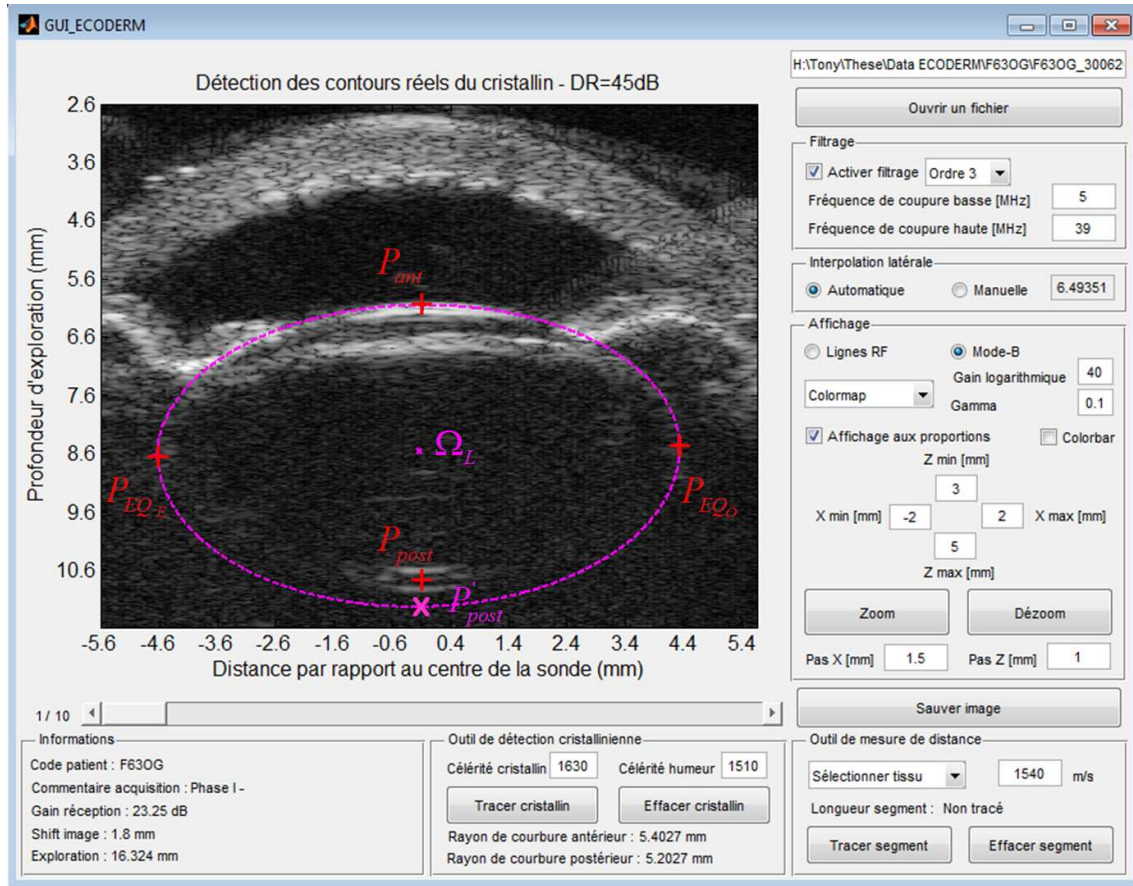 GUI_ECODERM
Détection des contours réels du cristallin - DR=45dB
2.6
3.6
4.6
5.6
6.6
7.6
8.6
9.6
10.6
Profondeur d'exploration (mm)
P ant
Ω L
P EQ E
P EQ O
P post
P' post
-5.6 -4.6 -3.6 -2.6 -1.6 -0.6 0.4 1.4 2.4 3.4 4.4 5.4
Distance par rapport au centre de la sonde (mm)
H:\Tony\These\Data ECODERM\F63OG\F63OG_30062
Ouvrir un fichier
Filtrage
Activer filtrage Ordre 3
Fréquence de coupure basse [MHz] 5
Fréquence de coupure haute [MHz] 39
Interpolation latérale
Automatique Manuelle 6.49351
Affichage
Lignes RF Mode-B
Gain logarithmique 40
Colormap
Gamma 0.1
Affichage aux proportions Colorbar
Z min [mm]
3
X min [mm] -2 2 X max [mm]
5
Z max [mm]
Zoom Dézoom
Pas X [mm] 1.5 Pas Z [mm] 1
Sauver image
1 / 10
Informations
Code patient : F63OG
Commentaire acquisition : Phase I -
Gain réception : 23.25 dB
Shift image : 1.8 mm
Exploration : 16.324 mm
Outil de détection cristallinienne
Célérité cristallin 1630 Célérité humeur 1510
Tracer cristallin Effacer cristallin
Rayon de courbure antérieur : 5.4027 mm
Rayon de courbure postérieur : 5.2027 mm
Outil de mesure de distance
Sélectionner tissu 1540 m/s
Longueur segment : Non tracé
Tracer segment Effacer segment